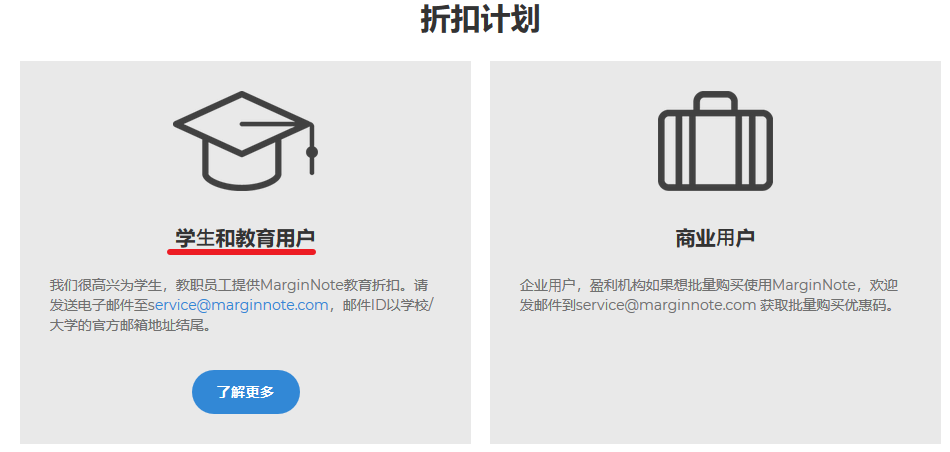 折扣计划
学生和教育用户
我们很高兴为学生，教职员工提供MarginNote教育折扣。请
发送电子邮件至service@marginnote.com，邮件ID以学校/
大学的官方邮箱地址结尾。
了解更多
商业用户
企业用户，盈利机构如果想批量购买使用MarginNote，欢迎
发邮件到service@marginnote.com 获取批量购买优惠码。